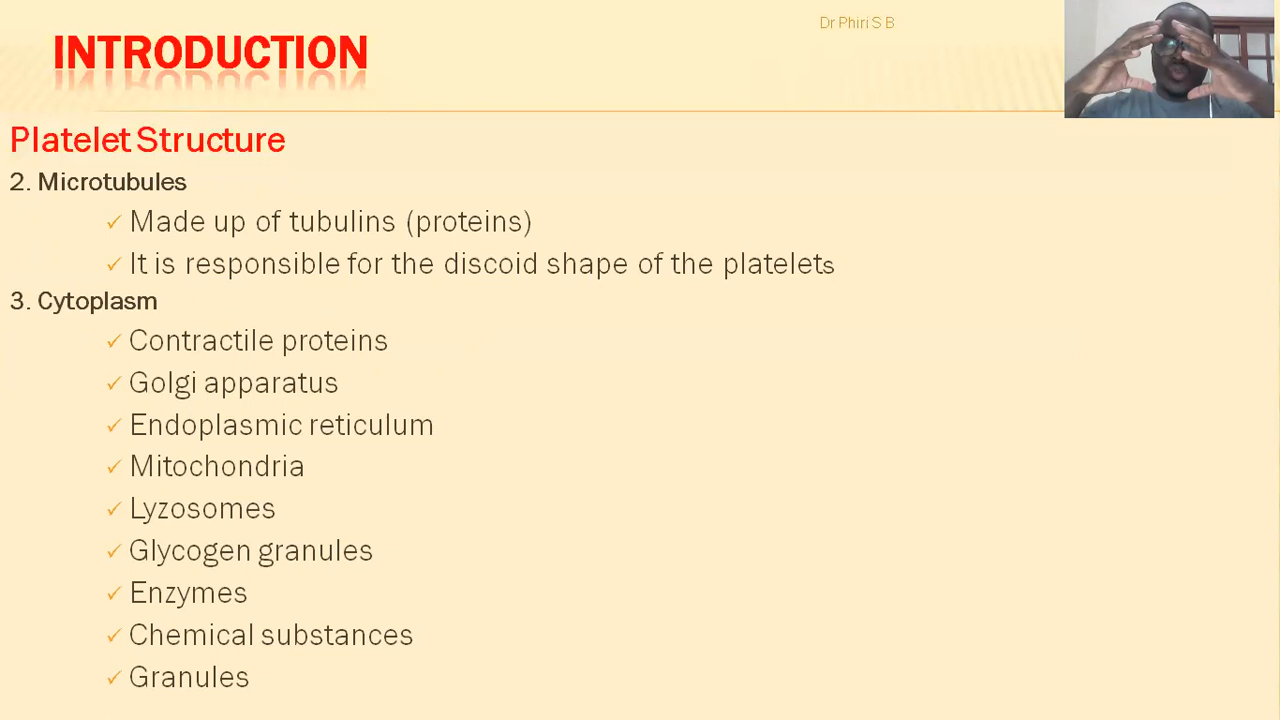 Dr Phiri S B
INTRODUCTION
Platelet Structure
2. Microtubules
✓ Made up of tubulins (proteins)
✓ It is responsible for the discoid shape of the platelets
3. Cytoplasm
✓ Contractile proteins
✓ Golgi apparatus
✓ Endoplasmic reticulum
✓ Mitochondria
✓ Lyzosomes
✓ Glycogen granules
✓ Enzymes
✓ Chemical substances
✓ Granules